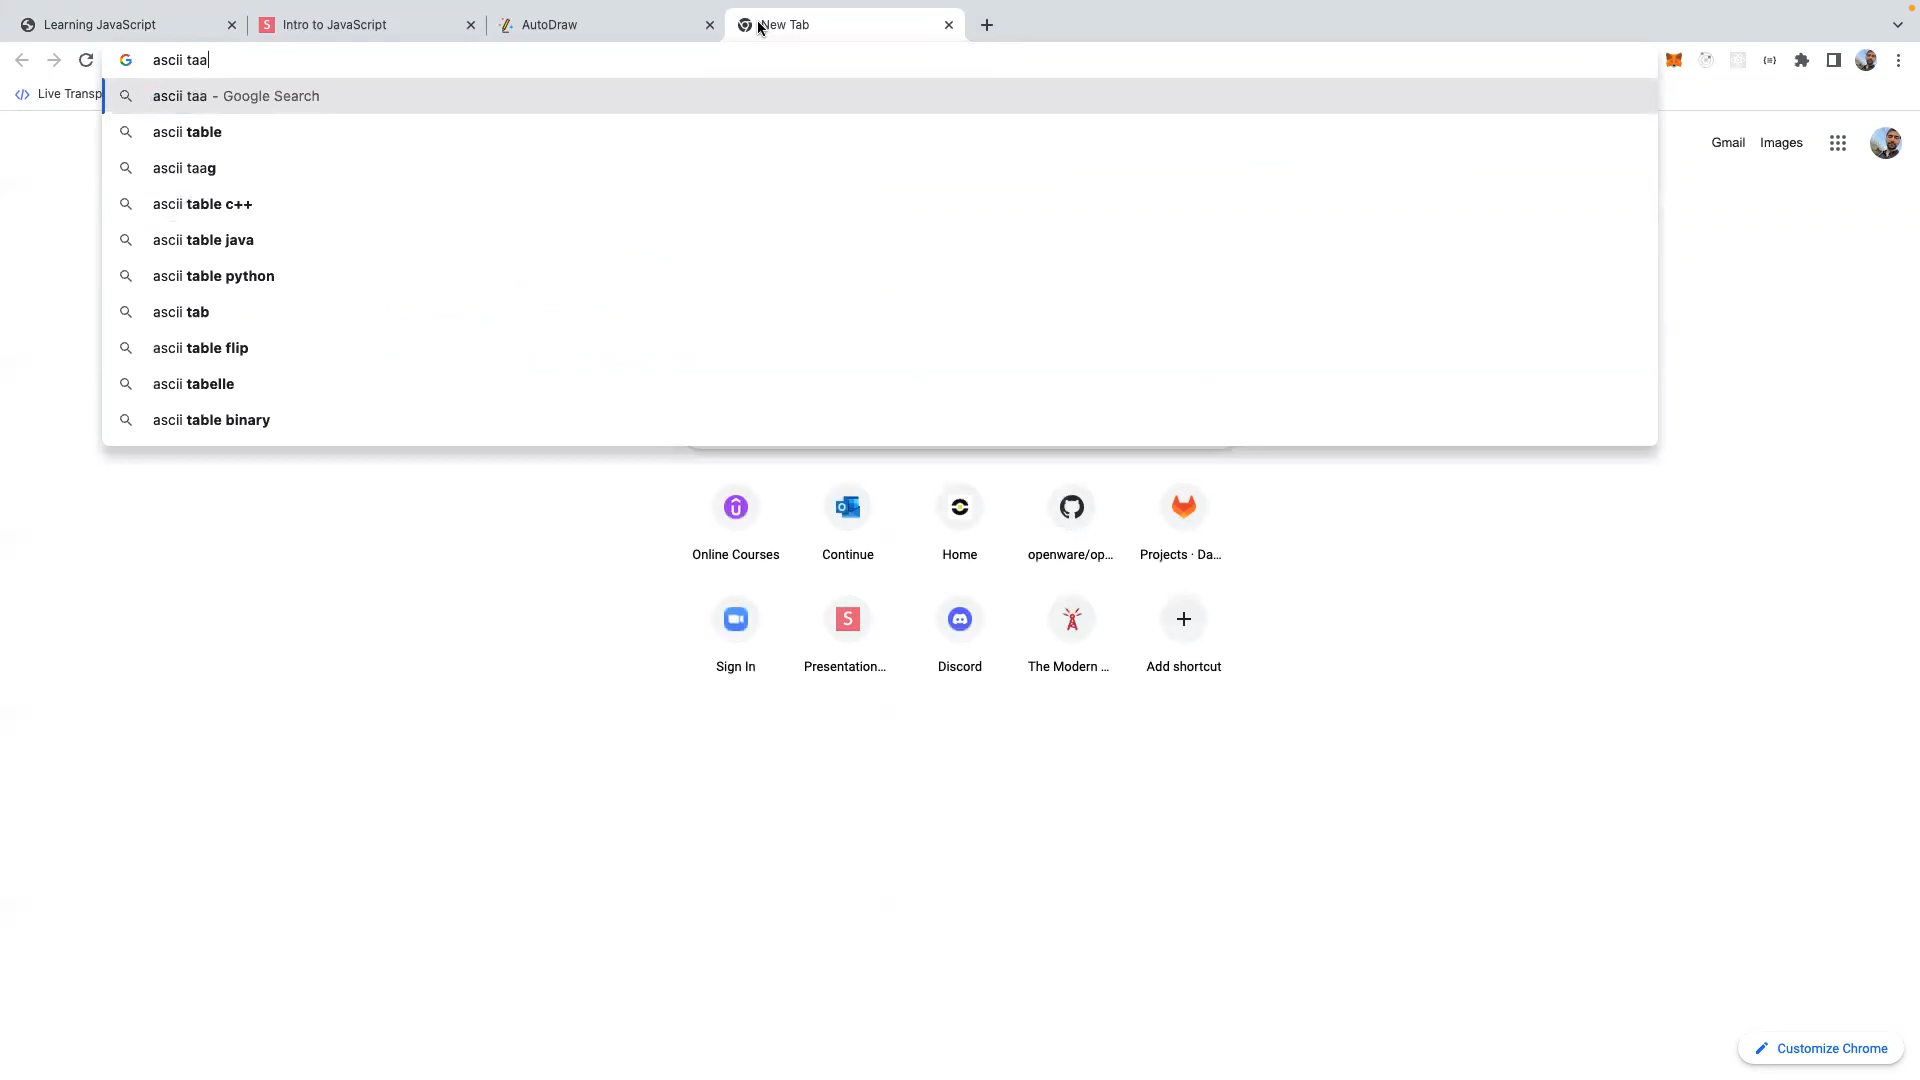 Learning JavaScript
Intro to JavaScript
AutoDraw
New Tab
ascii taa
Live Transp
ascii taa - Google Search
ascii table
ascii taag
ascii table c++
ascii table java
ascii table python
ascii tab
ascii table flip
ascii tabelle
ascii table binary
Gmail Images
Online Courses
Continue
Home
openware/op...
Projects · Da...
Sign In
Presentation...
Discord
The Modern ...
Add shortcut
Customize Chrome